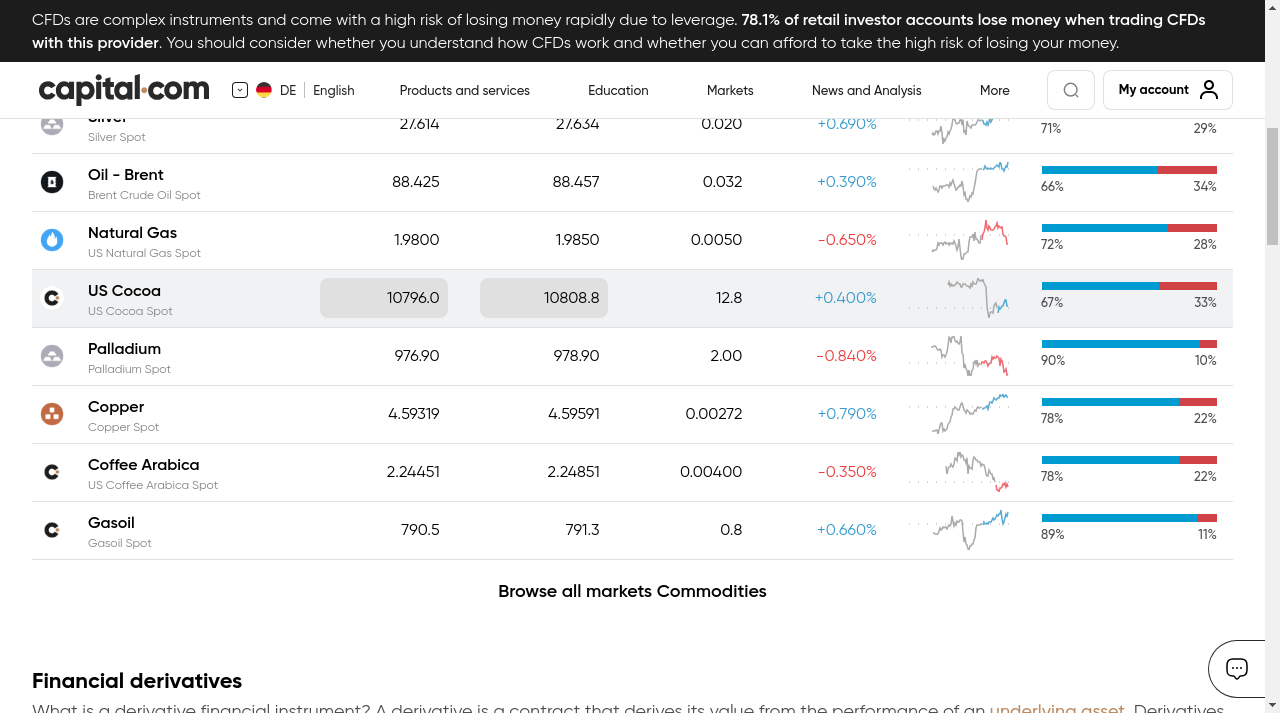 CFDs are complex instruments and come with a high risk of losing money rapidly due to leverage. 78.1% of retail investor accounts lose money when trading CFDs
with this provider. You should consider whether you understand how CFDs work and whether you can afford to take the high risk of losing your money.
capital.com DE English Products and services Education Markets News and Analysis More My account
Silver 27.614 27.634 0.020 +0.690% 71% 29%
Silver Spot
Oil - Brent 88.425 88.457 0.032 +0.390% 66% 34%
Brent Crude Oil Spot
Natural Gas 1.9800 1.9850 0.0050 -0.650% 72% 28%
US Natural Gas Spot
US Cocoa 10796.0 10808.8 12.8 +0.400% 67% 33%
US Cocoa Spot
Palladium 976.90 978.90 2.00 -0.840% 90% 10%
Palladium Spot
Copper 4.59319 4.59591 0.00272 +0.790% 78% 22%
Copper Spot
Coffee Arabica 2.24451 2.24851 0.00400 -0.350% 78% 22%
US Coffee Arabica Spot
Gasoil 790.5 791.3 0.8 +0.660% 89% 11%
Gasoil Spot
Browse all markets Commodities
Financial derivatives
What is a derivative financial instrument? A derivative is a contract that derives its value from the performance of an underlying asset. Derivatives